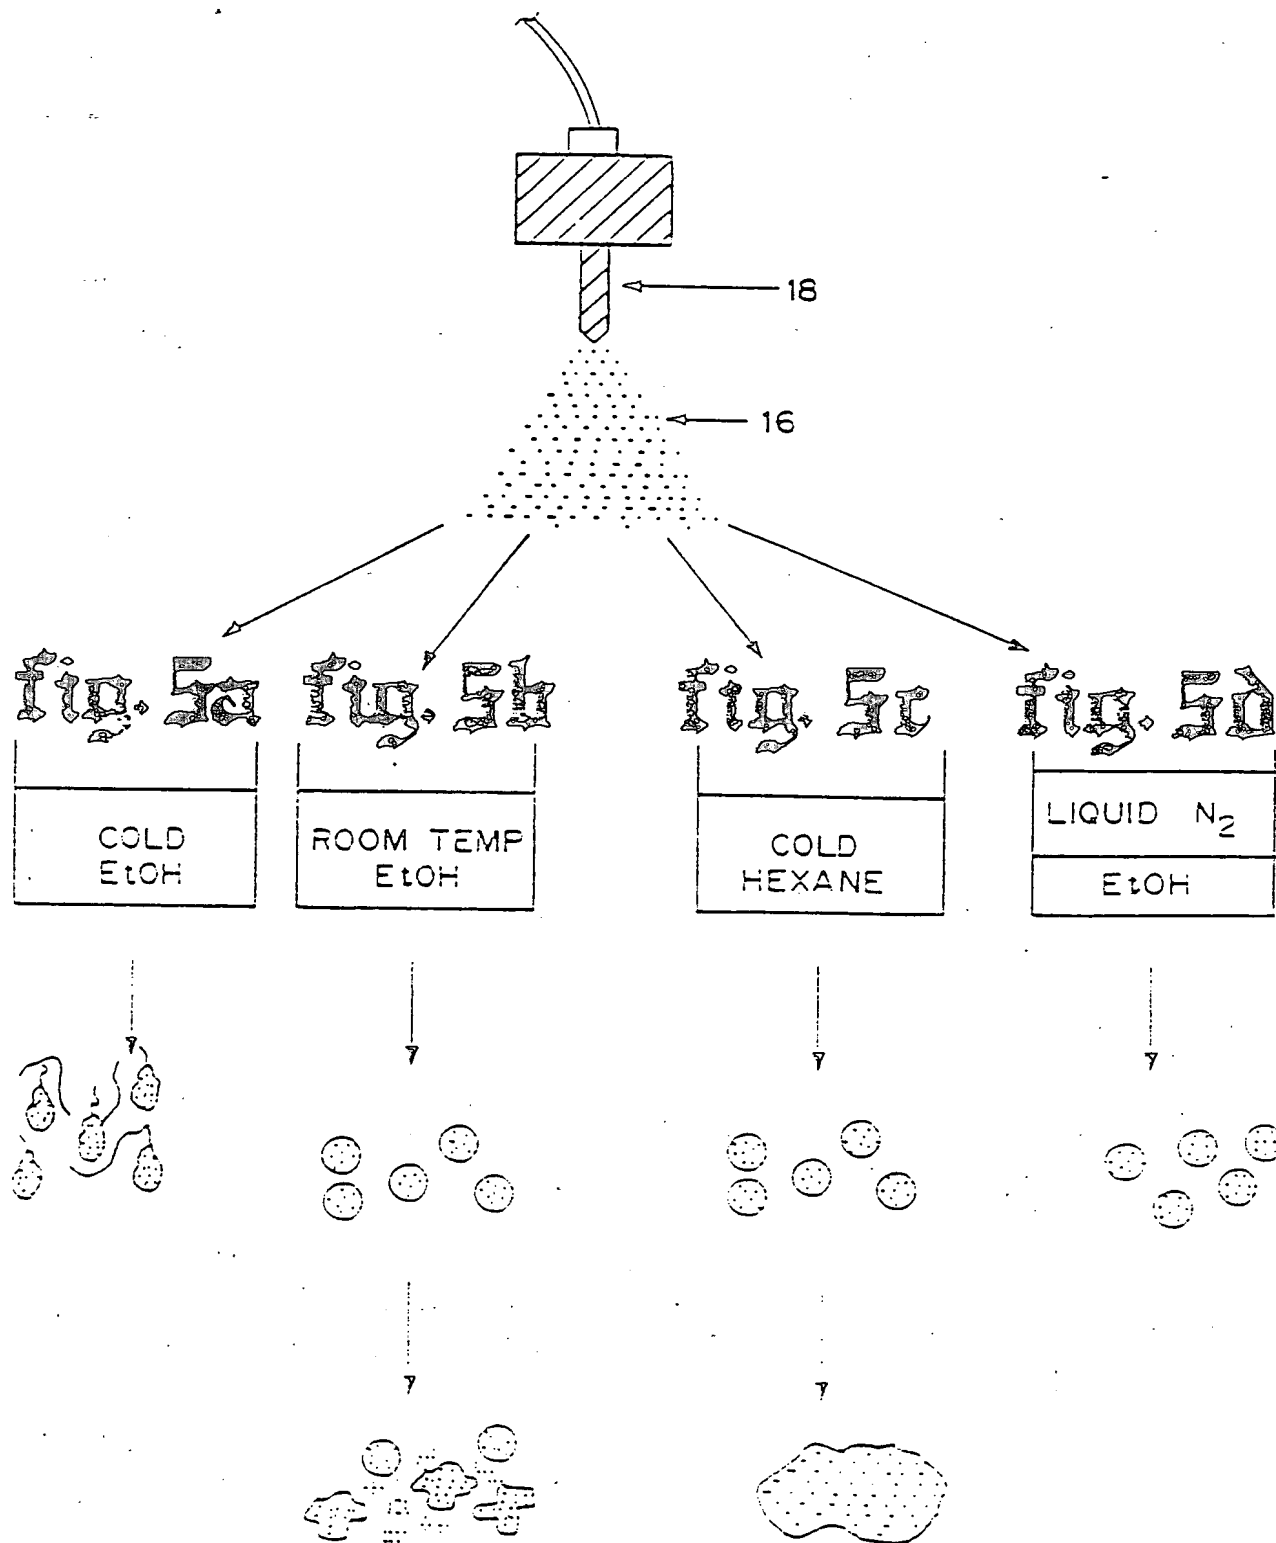 18
16
fig. 5a
fig. 5b
fig. 5c
fig. 5d
COLD
EtOH
ROOM TEMP
EtOH
COLD
HEXANE
LIQUID N2
EtOH